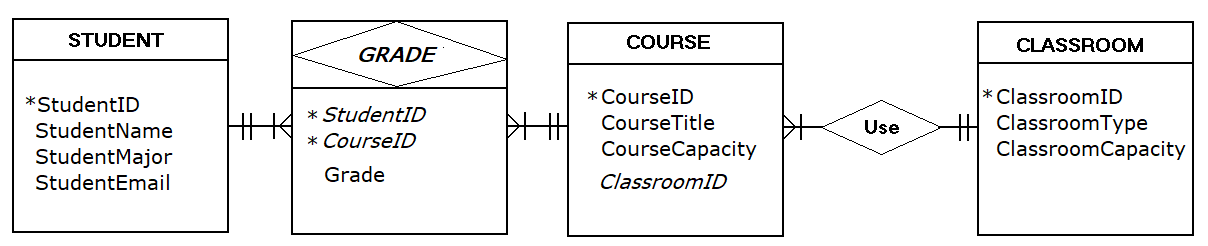 STUDENT
*StudentID
StudentName
StudentMajor
StudentEmail
GRADE
* StudentID
* CourseID
Grade
COURSE
* CourseID
CourseTitle
CourseCapacity
ClassroomID
Use
CLASSROOM
* ClassroomID
ClassroomType
ClassroomCapacity